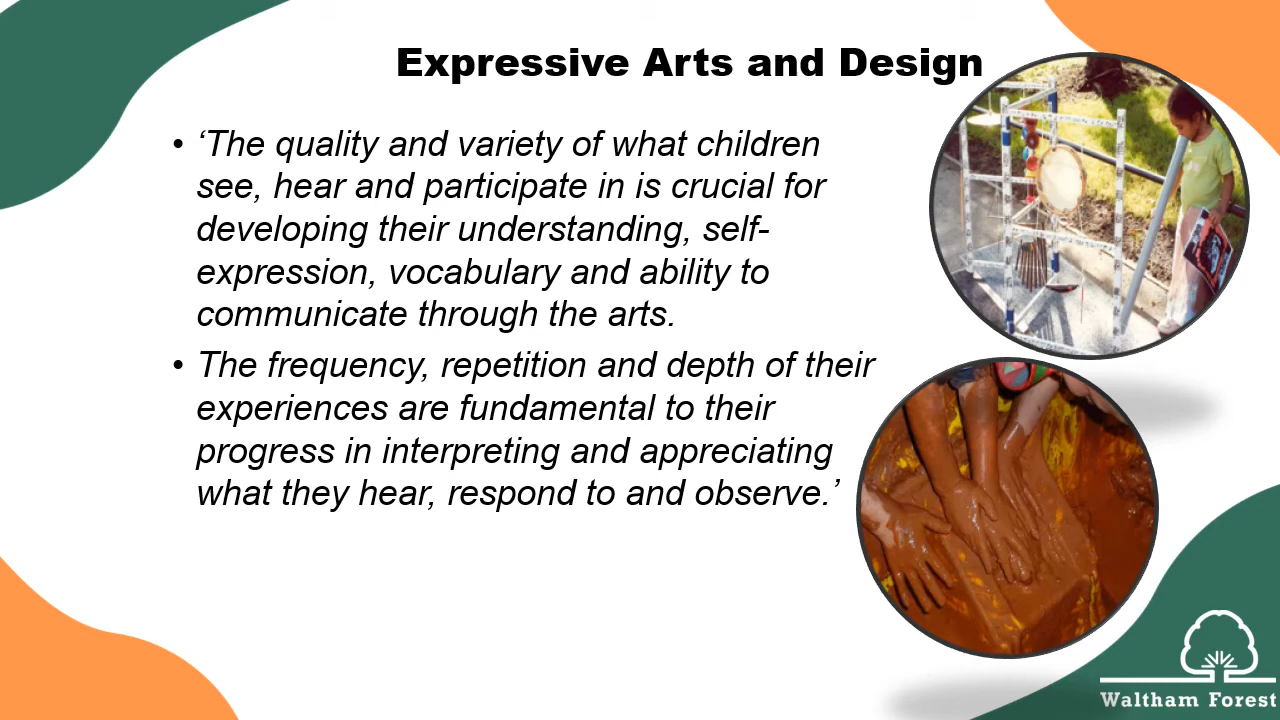 Expressive Arts and Design
• ‘The quality and variety of what children
see, hear and participate in is crucial for
developing their understanding, self-
expression, vocabulary and ability to
communicate through the arts.
• The frequency, repetition and depth of their
experiences are fundamental to their
progress in interpreting and appreciating
what they hear, respond to and observe.’
Waltham Forest